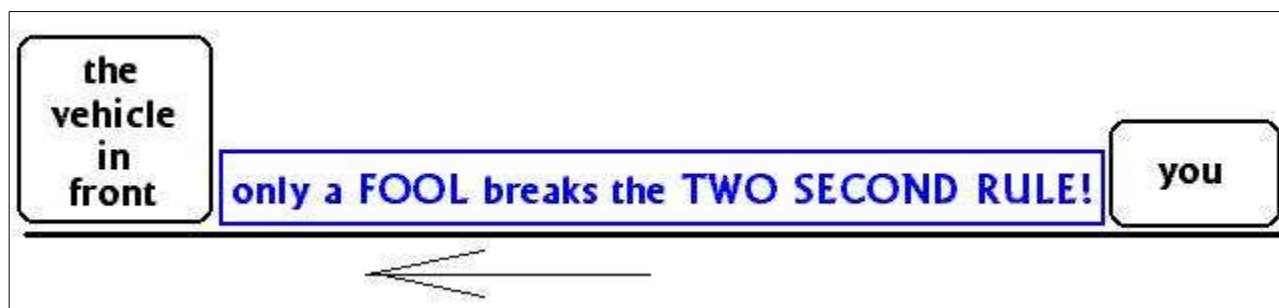 the
vehicle
in
front
only a FOOL breaks the TWO SECOND RULE!
you